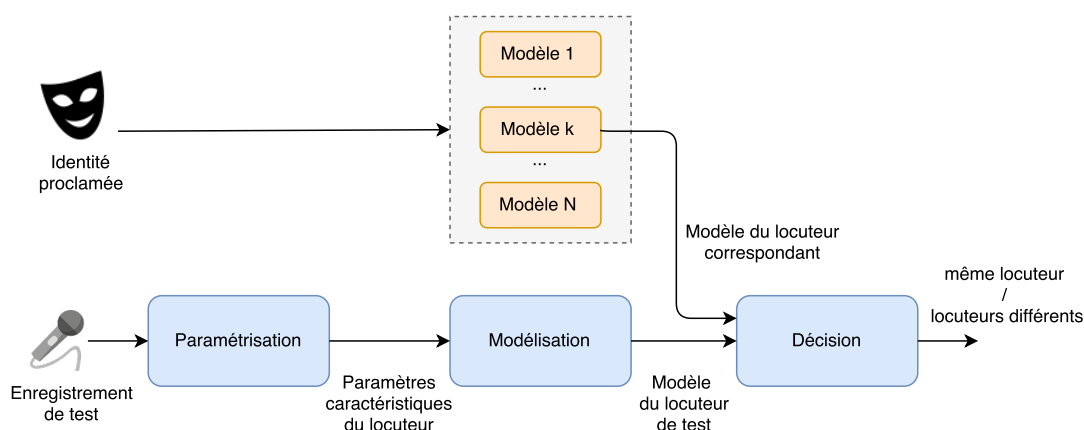 Modèle 1
...
Modèle k
...
Modèle N
Identité
proclamée
Modèle du locuteur
correspondant
même locuteur
/
locuteurs différents
Paramétrisation
Modélisation
Décision
Enregistrement
de test
Paramètres
caractéristiques
du locuteur
Modèle
du locuteur
de test